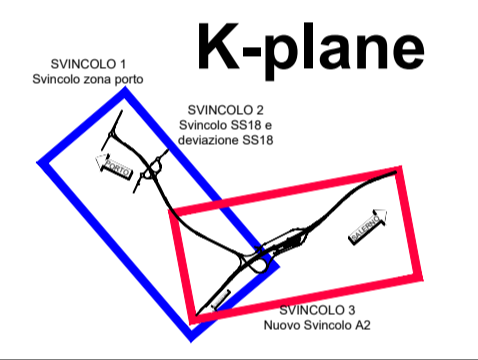 K-plane
SVINCOLO 1
Svincolo zona porto
SVINCOLO 2
Svincolo SS18 e
deviazione SS18
PORTO
SALERNO
SVINCOLO 3
Nuovo Svincolo A2